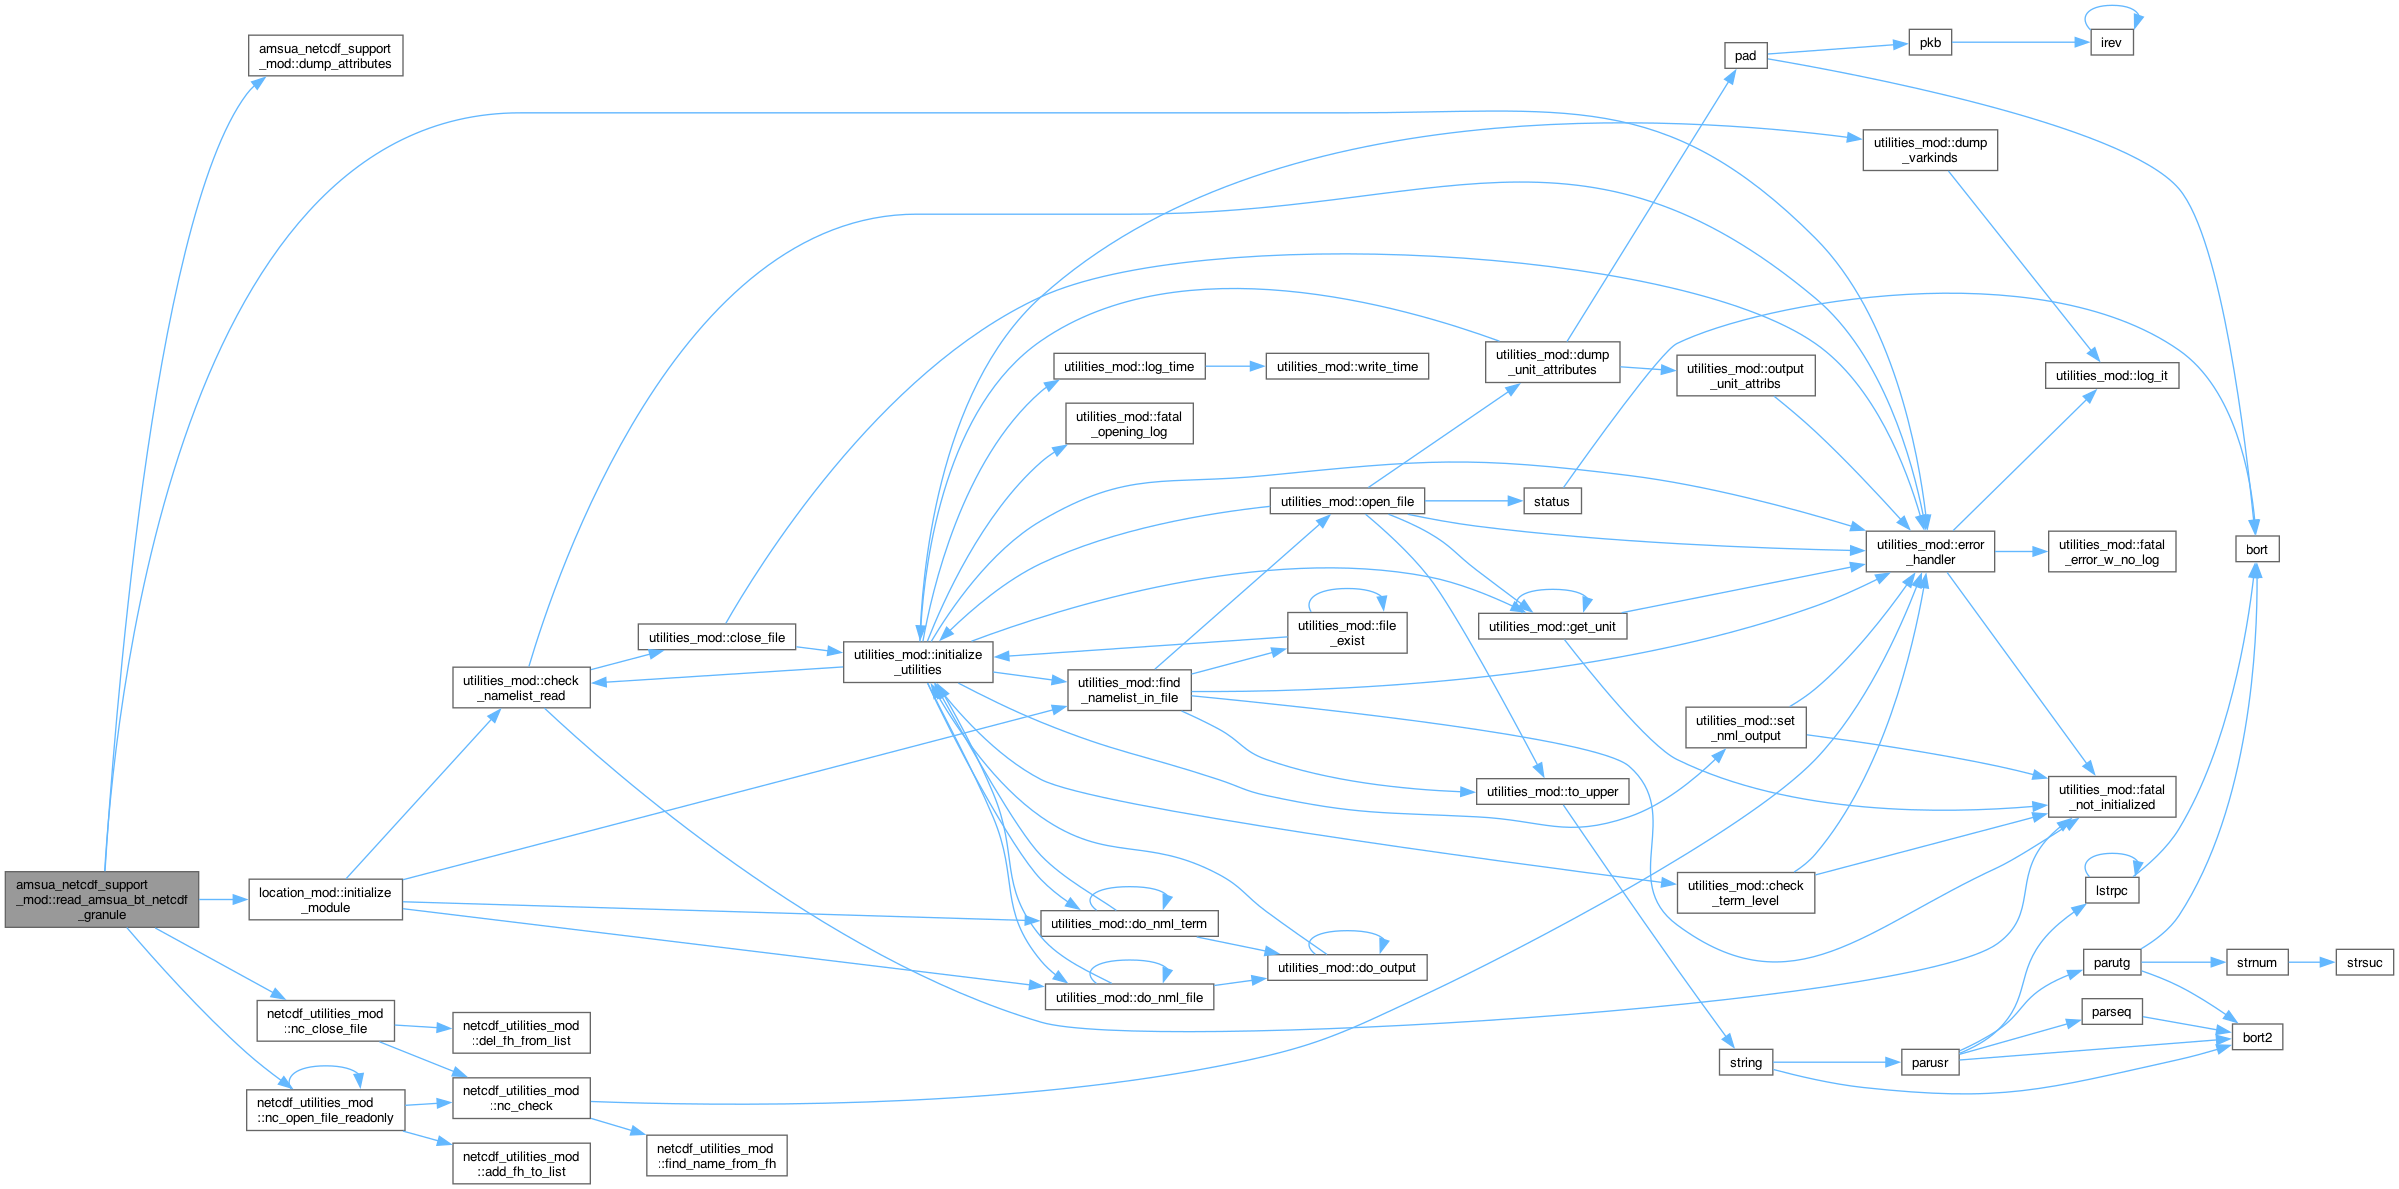 amsua_netcdf_support
_mod::dump_attributes
pad
pkb
irev
utilities_mod::dump
_varkinds
utilities_mod::log_time
utilities_mod::write_time
utilities_mod::dump
_unit_attributes
utilities_mod::output
_unit_attribs
utilities_mod::log_it
utilities_mod::fatal
_opening_log
utilities_mod::open_file
status
utilities_mod::error
_handler
utilities_mod::fatal
_error_w_no_log
bort
utilities_mod::close_file
utilities_mod::file
_exist
utilities_mod::get_unit
utilities_mod::check
_namelist_read
utilities_mod::initialize
_utilities
utilities_mod::find
_namelist_in_file
utilities_mod::set
_nml_output
utilities_mod::to_upper
utilities_mod::fatal
_not_initialized
amsua_netcdf_support
_mod::read_amsua_bt_netcdf
_granule
location_mod::initialize
_module
utilities_mod::check
_term_level
lstrpc
utilities_mod::do_nml_term
utilities_mod::do_output
parutg
strnum
strsuc
utilities_mod::do_nml_file
netcdf_utilities_mod
::nc_close_file
netcdf_utilities_mod
::del_fh_from_list
parseq
bort2
string
parusr
netcdf_utilities_mod
::nc_open_file_readonly
netcdf_utilities_mod
::nc_check
netcdf_utilities_mod
::add_fh_to_list
netcdf_utilities_mod
::find_name_from_fh